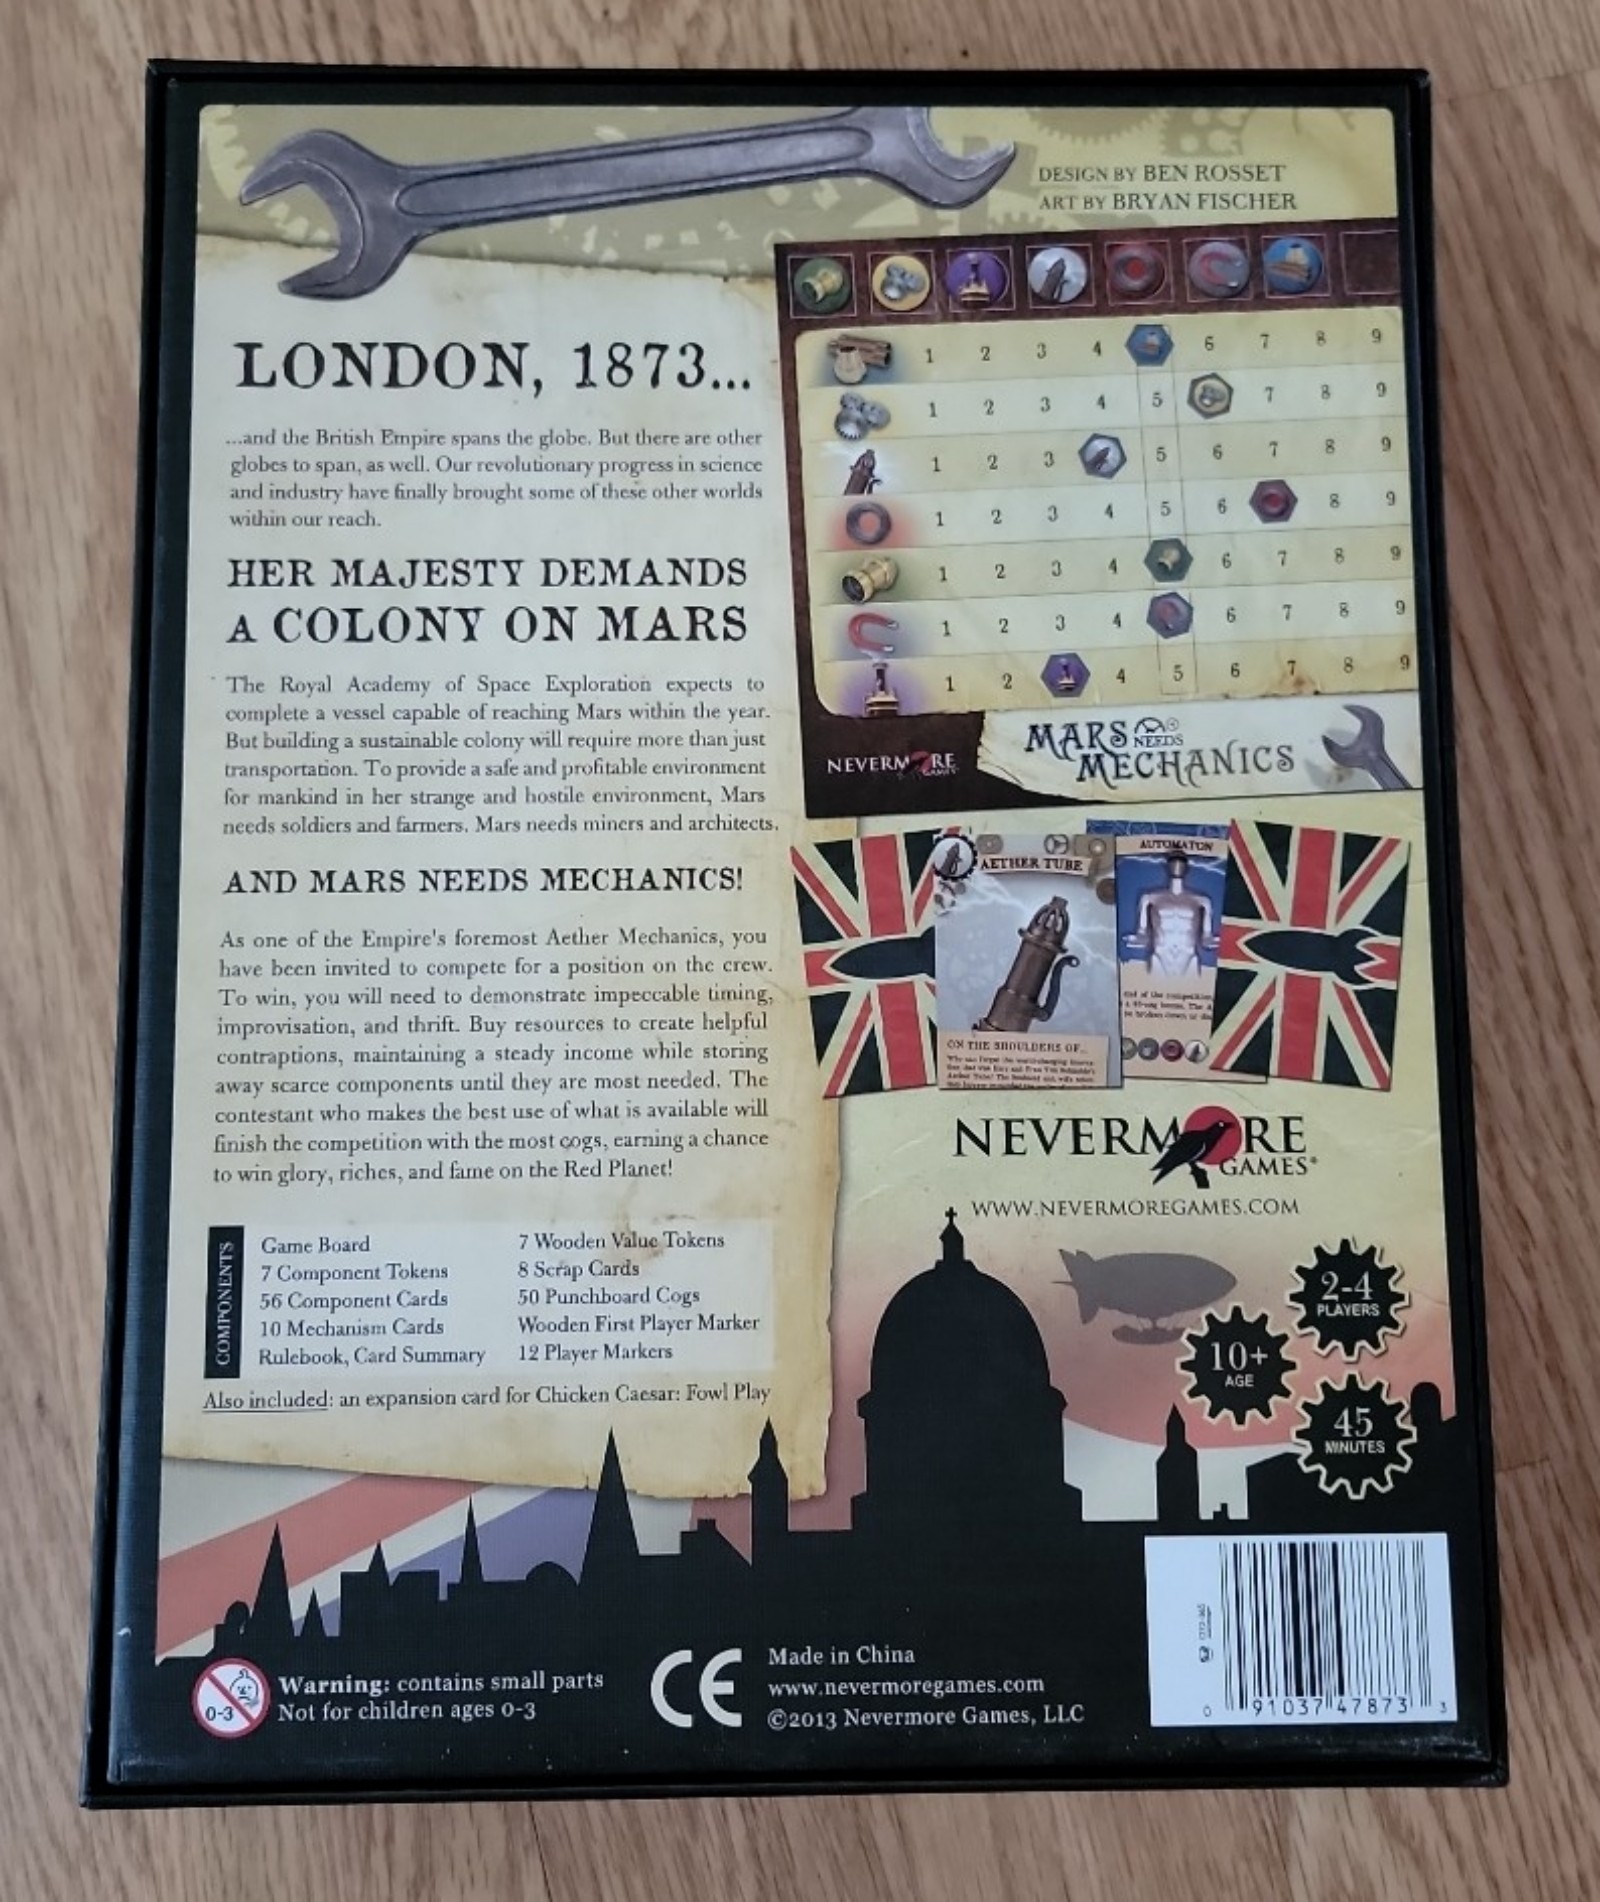 DESIGN BY BEN ROSSET
ART BY BRYAN FISCHER
LONDON, 1873...
...and the British Empire spans the globe. But there are other
globes to span, as well. Our revolutionary progress in science
and industry have finally brought some of these other worlds
within our reach.
HER MAJESTY DEMANDS
A COLONY ON MARS
The Royal Academy of Space Exploration expects to
complete a vessel capable of reaching Mars within the year.
But building a sustainable colony will require more than just
transportation. To provide a safe and profitable environment
for mankind in her strange and hostile environment, Mars
needs soldiers and farmers. Mars needs miners and architects.
AND MARS NEEDS MECHANICS!
As one of the Empire's foremost Aether Mechanics, you
have been invited to compete for a position on the crew.
To win, you will need to demonstrate impeccable timing,
improvisation, and thrift. Buy resources to create helpful
contraptions, maintaining a steady income while storing
away scarce components until they are most needed. The
contestant who makes the best use of what is available will
finish the competition with the most cogs, earning a chance
to win glory, riches, and fame on the Red Planet!
COMPONENTS
Game Board
7 Component Tokens
56 Component Cards
10 Mechanism Cards
Rulebook, Card Summary
7 Wooden Value Tokens
8 Scrap Cards
50 Punchboard Cogs
Wooden First Player Marker
12 Player Markers
Also included: an expansion card for Chicken Caesar: Fowl Play
1 2 3 4 6 7 8 9
1 2 3 4 5 7 8 9
1 2 3 5 6 7 8 9
1 2 3 4 5 6 8 9
1 2 3 4 6 7 8 9
1 2 3 4 6 7 8 9
1 2 4 5 6 7 8 9
NEVERMORE
GAMES
MARS
NEEDS
MECHANICS
AETHER TUBE
ON THE SHOULDERS OF...
AUTOMATON
end of the competition,
NEVERMORE
GAMES®
WWW.NEVERMOREGAMES.COM
2-4
PLAYERS
10+
AGE
45
MINUTES
0-3
Warning: contains small parts
Not for children ages 0-3
CE
Made in China
www.nevermoregames.com
©2013 Nevermore Games, LLC
0 91037 47873 3